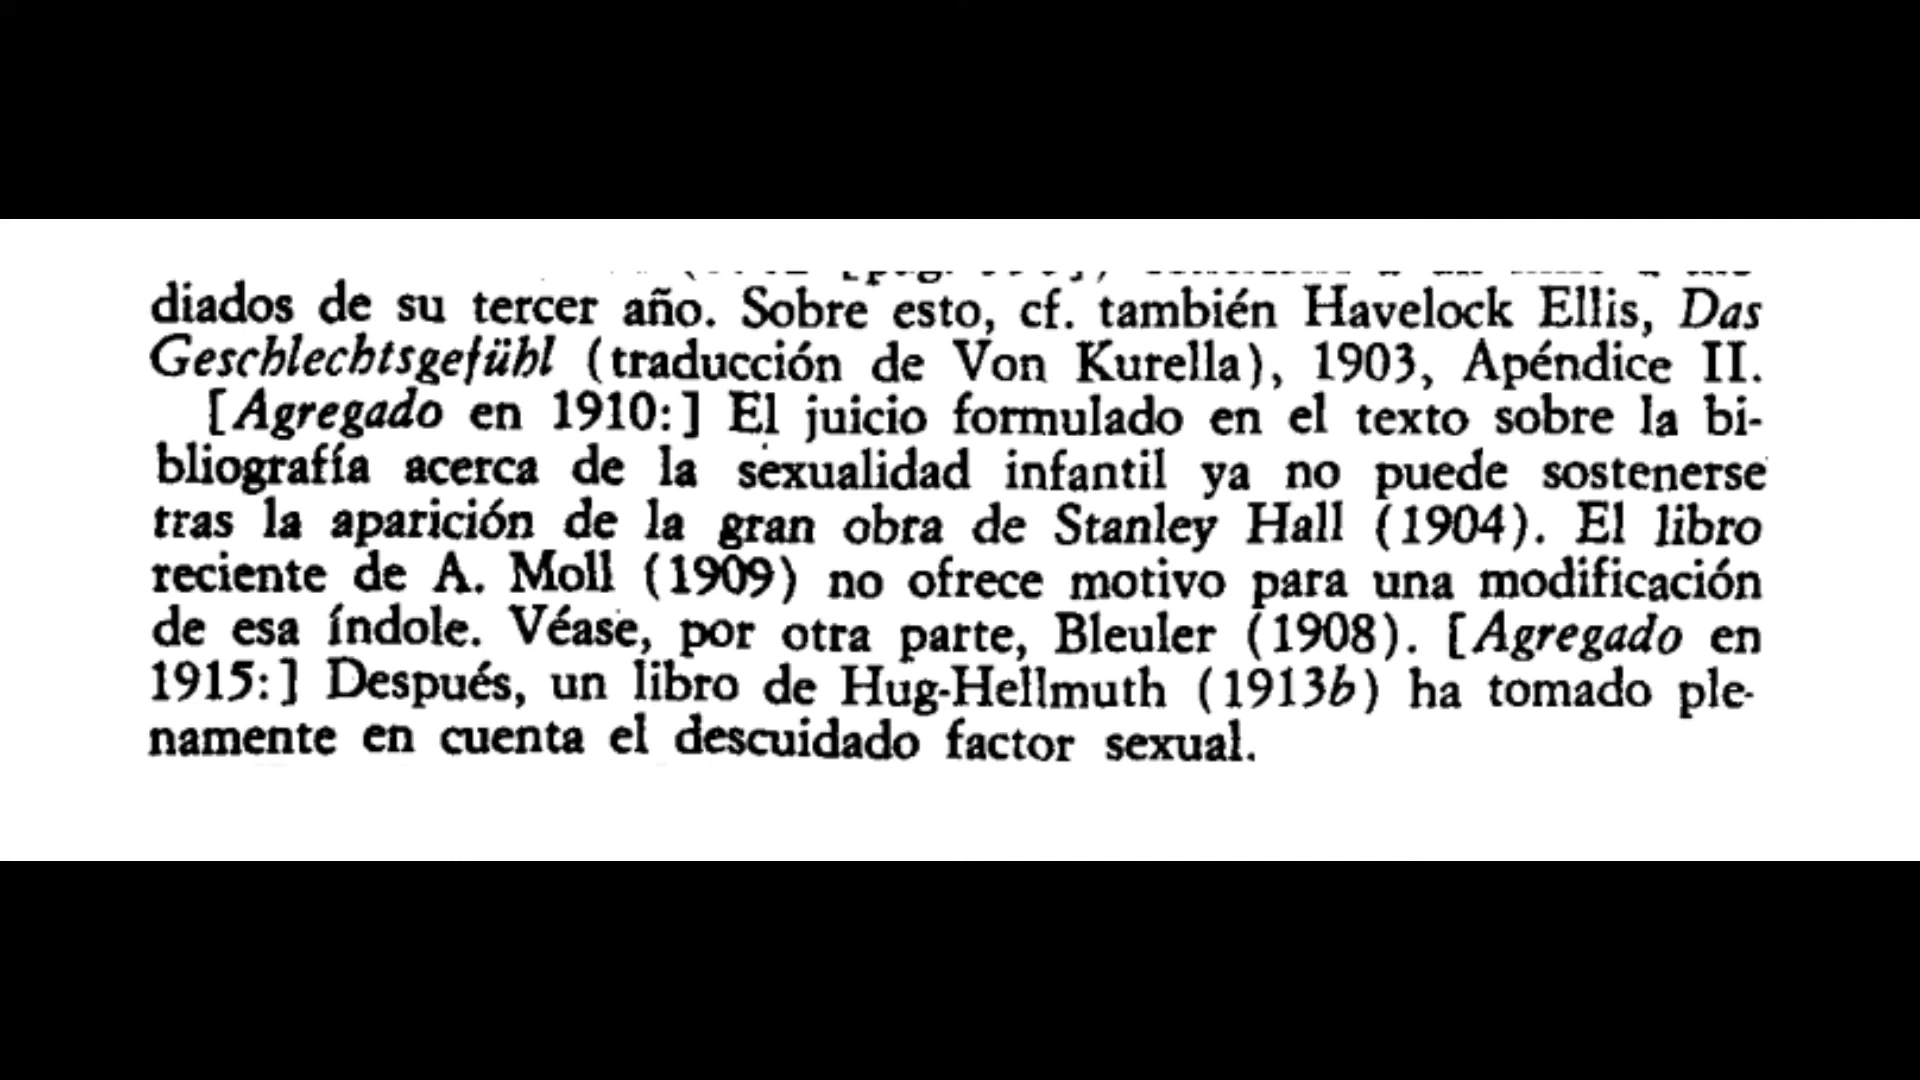 diados de su tercer año. Sobre esto, cf. también Havelock Ellis, Das
Geschlechtsgefühl (traducción de Von Kurella), 1903, Apéndice II.
[Agregado en 1910:] El juicio formulado en el texto sobre la bi-
bliografía acerca de la sexualidad infantil ya no puede sostenerse
tras la aparición de la gran obra de Stanley Hall (1904). El libro
reciente de A. Moll (1909) no ofrece motivo para una modificación
de esa índole. Véase, por otra parte, Bleuler (1908). [Agregado en
1915:] Después, un libro de Hug-Hellmuth (1913b) ha tomado ple-
namente en cuenta el descuidado factor sexual.